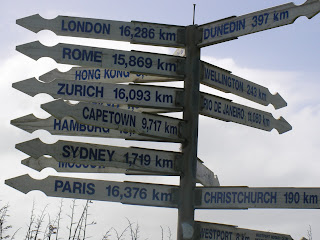 LONDON 16,286 km
ROME 15,869 km
HONG KONG
ZURICH 16,093 km
CAPETOWN 9,717 km
HAMBURG
SYDNEY 1,719 km
PARIS 16,376 km
DUNEDIN 397 km
WELLINGTON 243 km
RIO DE JANEIRO
CHRISTCHURCH 190 km
WESTPORT